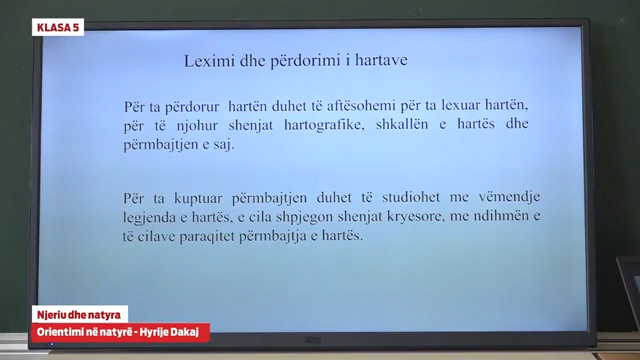 KLASA 5
Leximi dhe përdorimi i hartave
Për ta përdorur hartën duhet të aftësohemi për ta lexuar hartën,
për të njohur shenjat hartografike, shkallën e hartës dhe
përmbajtjen e saj.
Për ta kuptuar përmbajtjen duhet të studiohet me vëmendje
legjenda e hartës, e cila shpjegon shenjat kryesore, me ndihmën e
të cilave paraqitet përmbajtja e hartës.
Njeriu dhe natyra
Orientimi në natyrë - Hyrije Dakaj